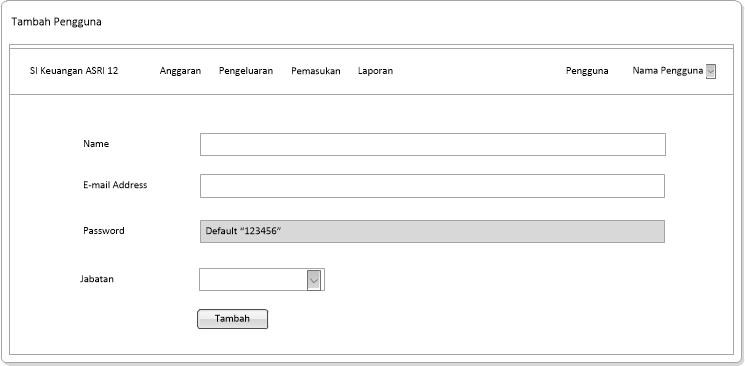 Tambah Pengguna
SI Keuangan ASRI 12 Anggaran Pengeluaran Pemasukan Laporan Pengguna Nama Pengguna
Name
E-mail Address
Password Default “123456”
Jabatan
Tambah